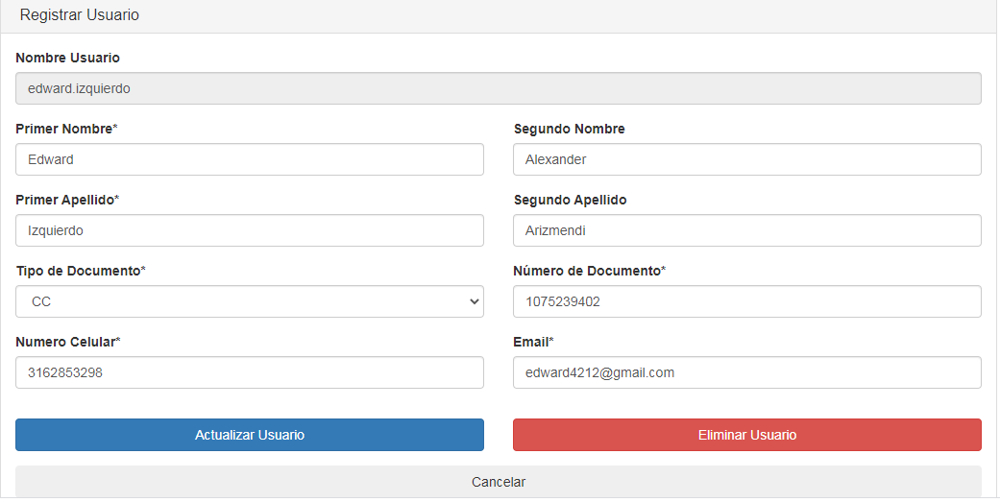 Registrar Usuario
Nombre Usuario
edward.izquierdo
Primer Nombre* Segundo Nombre
Edward Alexander
Primer Apellido* Segundo Apellido
Izquierdo Arizmendi
Tipo de Documento* Número de Documento*
CC 1075239402
Numero Celular* Email*
3162853298 edward4212@gmail.com
Actualizar Usuario Eliminar Usuario
Cancelar